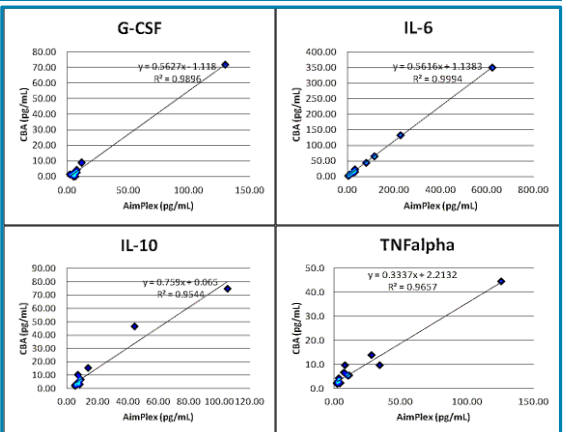 G-CSF
80.00
70.00
60.00
50.00
40.00
30.00
20.00
10.00
0.00
CBA (pg/mL)
y = 0.5627x - 1.118
R² = 0.9896
0.00 50.00 100.00 150.00
AimPlex (pg/mL)
IL-6
400.00
350.00
300.00
250.00
200.00
150.00
100.00
50.00
0.00
CBA (pg/mL)
y = 0.5616x + 1.1383
R² = 0.9994
0.00 200.00 400.00 600.00 800.00
AimPlex (pg/mL)
IL-10
90.00
80.00
70.00
60.00
50.00
40.00
30.00
20.00
10.00
0.00
CBA (pg/mL)
y = 0.759x + 0.065
R² = 0.9544
0.00 20.00 40.00 60.00 80.00 100.00 120.00
AimPlex (pg/mL)
TNFalpha
50.0
40.0
30.0
20.0
10.0
0.0
CBA (pg/mL)
y = 0.3337x + 2.2132
R² = 0.9657
0.00 50.00 100.00 150.00
AimPlex (pg/mL)